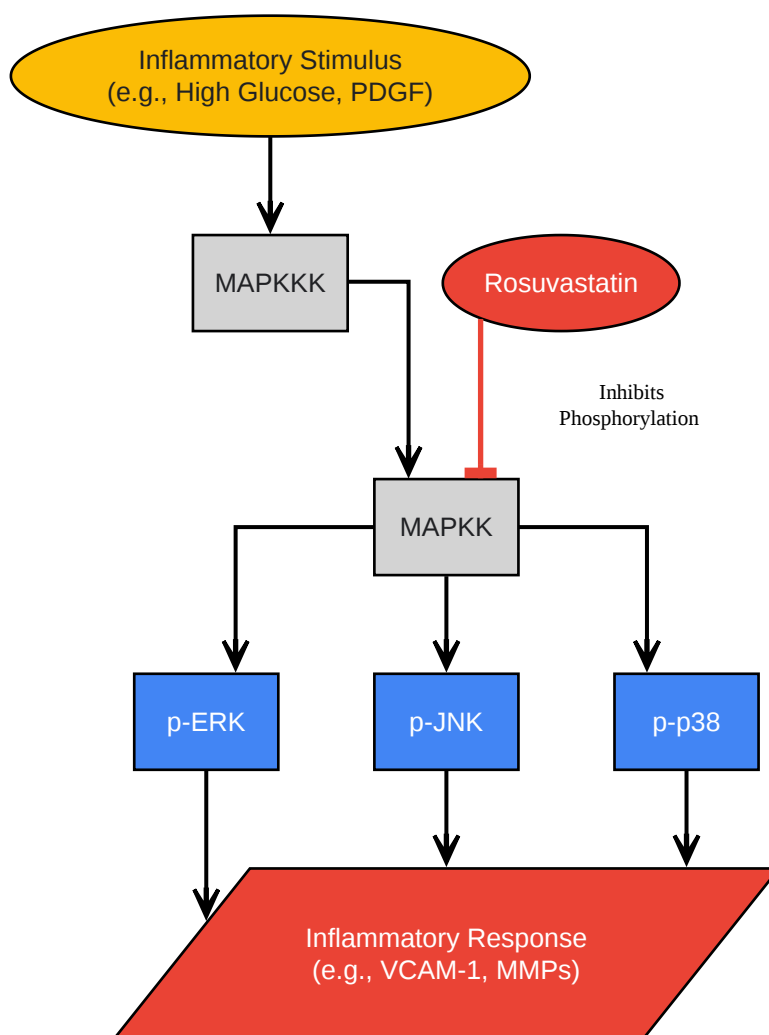 Inflammatory Stimulus
(e.g., High Glucose, PDGF)
MAPKKK
Rosuvastatin
Inhibits
Phosphorylation
MAPKK
p-ERK
p-JNK
p-p38
Inflammatory Response
(e.g., VCAM-1, MMPs)